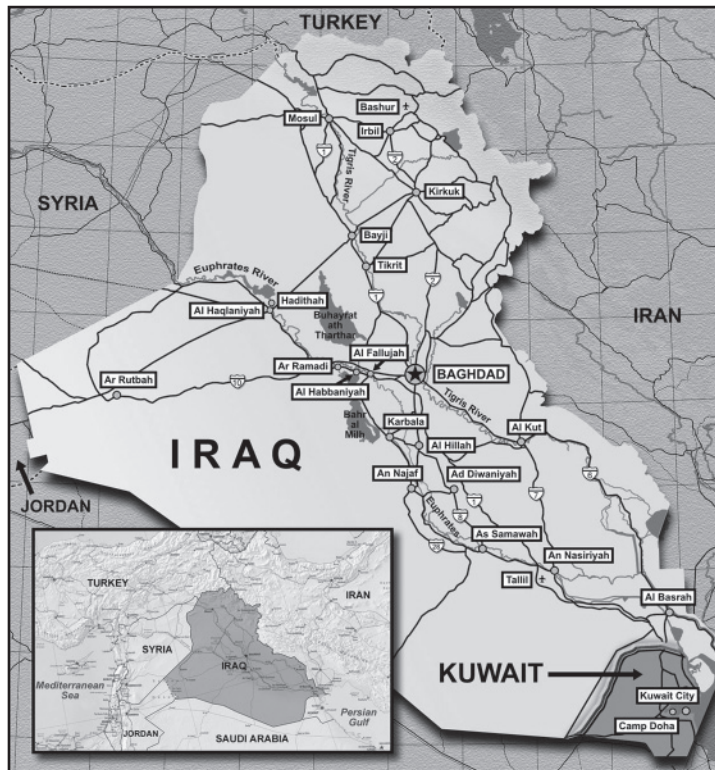 TURKEY
Bashur
Mosul
Irbil
1
2
Tigris River
SYRIA
Kirkuk
Bayji
Euphrates River
Tikrit
Hadithah
2
1
Al Haqlaniyah
Buhayrat
ath
Tharthar
IRAN
Al Fallujah
Ar Ramadi
BAGHDAD
Ar Rutbah
10
Al Habbaniyah
Tigris River
Bahr
al
Milh
Karbala
Al Kut
IRAQ
Al Hillah
An Najaf
Ad Diwaniyah
6
JORDAN
Euphrates
1
7
8
As Samawah
28
An Nasiriyah
Tallil
Al Basrah
KUWAIT
Kuwait City
Camp Doha
TURKEY
IRAN
SYRIA
IRAQ
Mediterranean
Sea
Persian
Gulf
JORDAN
SAUDI ARABIA